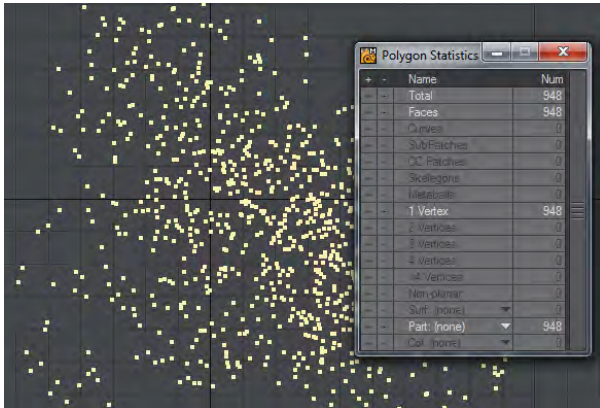 Polygon Statistics
+ - Name Num
+ - Total 948
+ - Faces 948
+ - Curves 0
+ - SubPatches 0
+ - CC Patches 0
+ - Skelegons 0
+ - Metaballs 0
+ - 1 Vertex 948
+ - 2 Vertices 0
+ - 3 Vertices 0
+ - 4 Vertices 0
+ - >4 Vertices 0
+ - Non-planar 0
+ - Surf: (none) 0
+ - Part: (none) 948
+ - Col: (none) 0